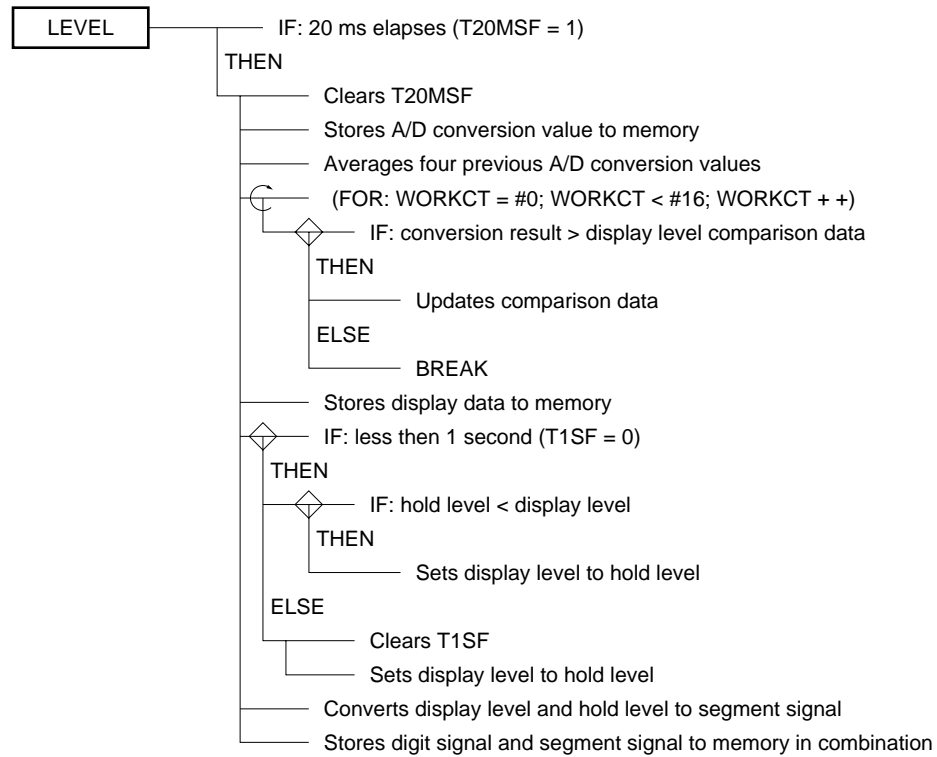 LEVEL IF: 20 ms elapses (T20MSF = 1)
THEN
Clears T20MSF
Stores A/D conversion value to memory
Averages four previous A/D conversion values
(FOR: WORKCT = #0; WORKCT < #16; WORKCT + +)
IF: conversion result > display level comparison data
THEN
Updates comparison data
ELSE
BREAK
Stores display data to memory
IF: less then 1 second (T1SF = 0)
THEN
IF: hold level < display level
THEN
Sets display level to hold level
ELSE
Clears T1SF
Sets display level to hold level
Converts display level and hold level to segment signal
Stores digit signal and segment signal to memory in combination